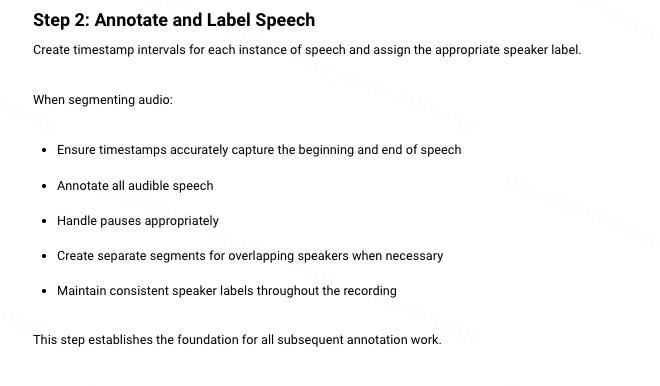 Step 2: Annotate and Label Speech
Create timestamp intervals for each instance of speech and assign the appropriate speaker label.
When segmenting audio:
• Ensure timestamps accurately capture the beginning and end of speech
• Annotate all audible speech
• Handle pauses appropriately
• Create separate segments for overlapping speakers when necessary
• Maintain consistent speaker labels throughout the recording
This step establishes the foundation for all subsequent annotation work.